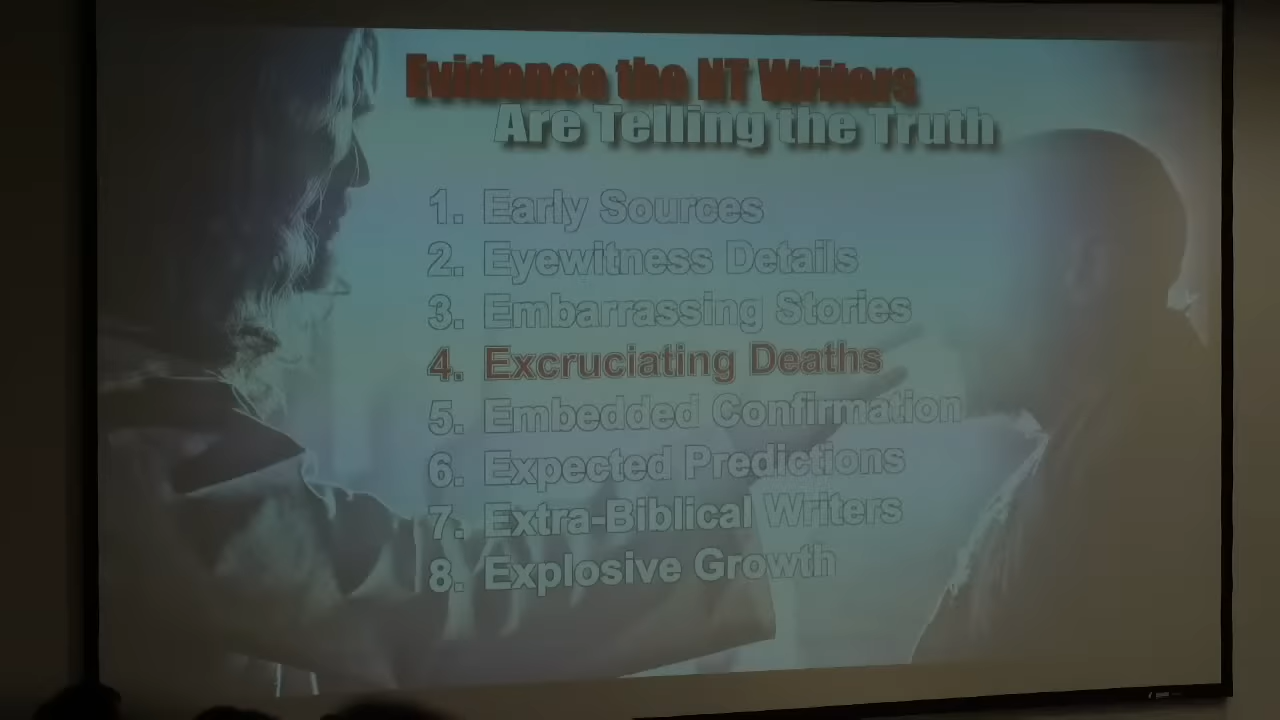 Evidence the NT Writers
Are Telling the Truth
1. Early Sources
2. Eyewitness Details
3. Embarrassing Stories
4. Excruciating Deaths
5. Embedded Confirmation
6. Expected Predictions
7. Extra-Biblical Writers
8. Explosive Growth